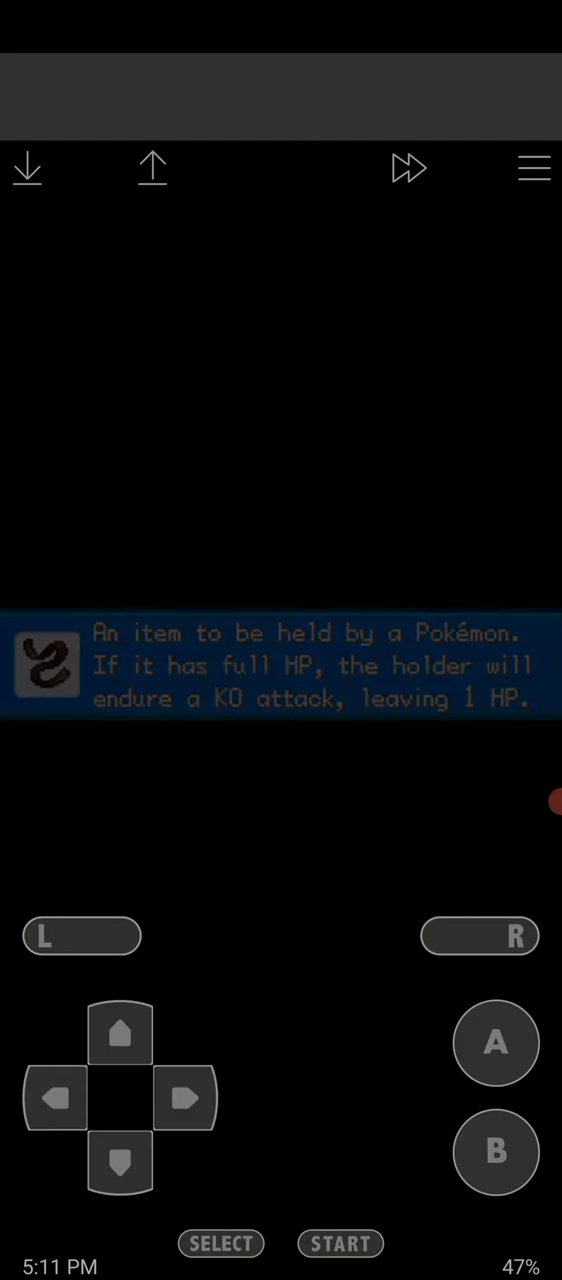 An item to be held by a Pokémon.
If it has full HP, the holder will
endure a KO attack, leaving 1 HP.
L
R
A
B
SELECT
START
5:11 PM
47%